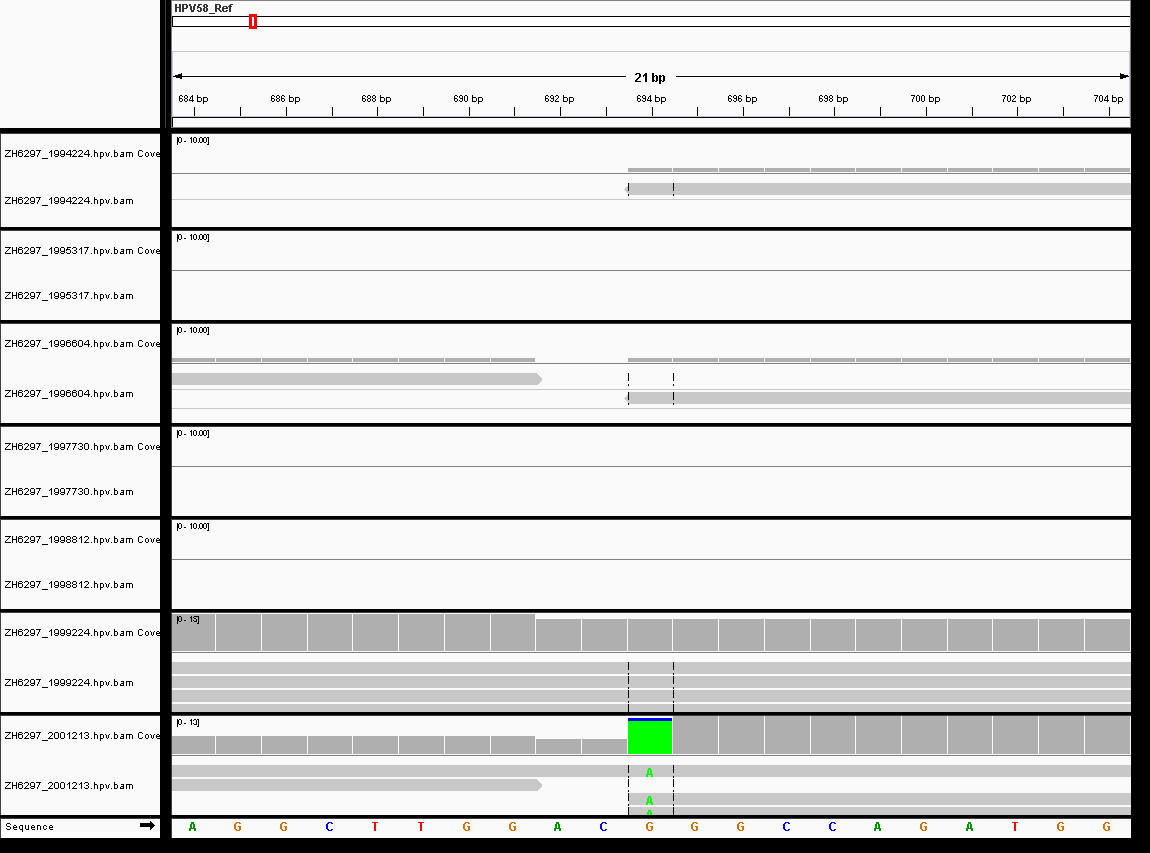 HPV58_Ref
21 bp
684 bp 686 bp 688 bp 690 bp 692 bp 694 bp 696 bp 698 bp 700 bp 702 bp 704 bp
[0 - 10.00]
ZH6297_1994224.hpv.bam Cove
ZH6297_1994224.hpv.bam
[0 - 10.00]
ZH6297_1995317.hpv.bam Cove
ZH6297_1995317.hpv.bam
[0 - 10.00]
ZH6297_1996604.hpv.bam Cove
ZH6297_1996604.hpv.bam
[0 - 10.00]
ZH6297_1997730.hpv.bam Cove
ZH6297_1997730.hpv.bam
[0 - 10.00]
ZH6297_1998812.hpv.bam Cove
ZH6297_1998812.hpv.bam
[0 - 15]
ZH6297_1999224.hpv.bam Cove
ZH6297_1999224.hpv.bam
[0 - 13]
ZH6297_2001213.hpv.bam Cove
A
ZH6297_2001213.hpv.bam
A
A
Sequence A G G C T T G G A C G G G C C A G A T G G